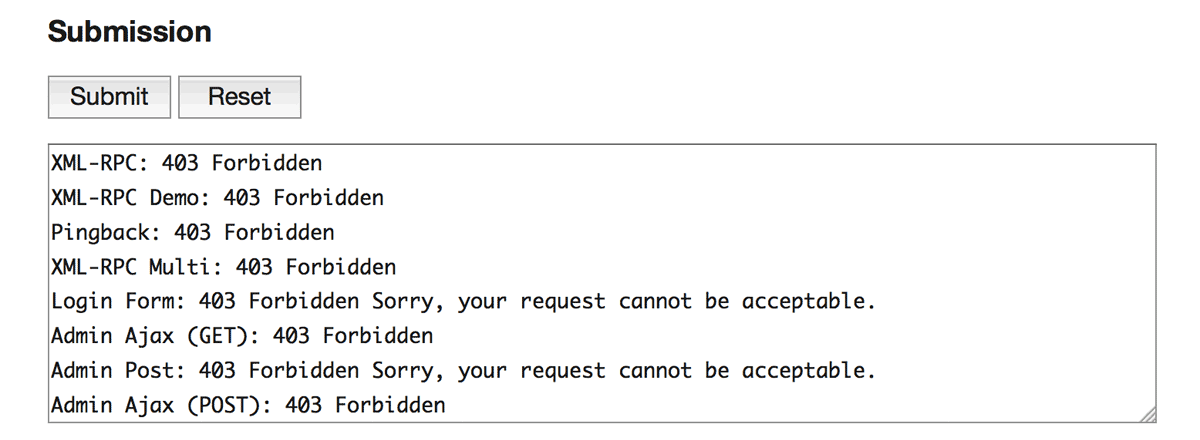 Submission
Submit Reset
XML-RPC: 403 Forbidden
XML-RPC Demo: 403 Forbidden
Pingback: 403 Forbidden
XML-RPC Multi: 403 Forbidden
Login Form: 403 Forbidden Sorry, your request cannot be acceptable.
Admin Ajax (GET): 403 Forbidden
Admin Post: 403 Forbidden Sorry, your request cannot be acceptable.
Admin Ajax (POST): 403 Forbidden